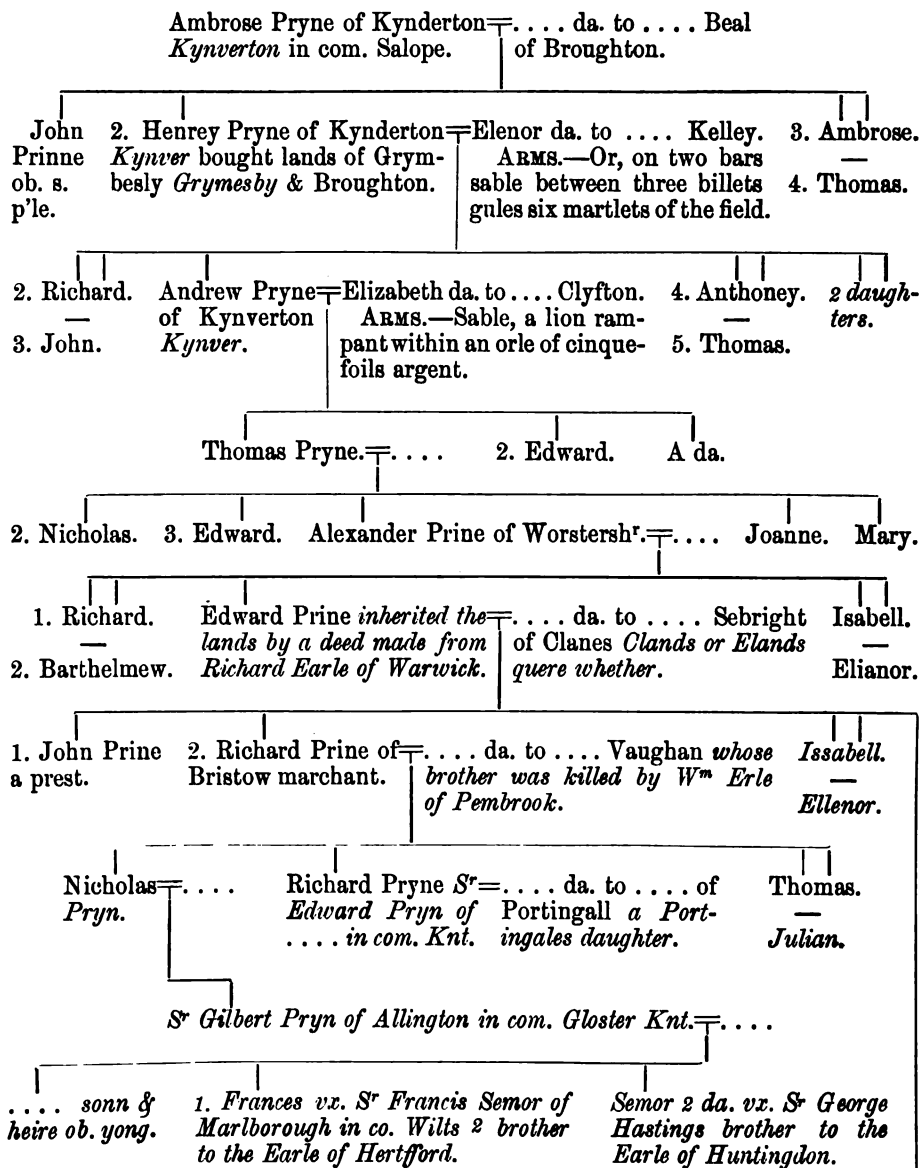 Ambrose Pryne of Kynderton=.... da. to .... Beal
Kynverton in com. Salope. of Broughton.
John
Prinne
ob. s.
p'le.
2. Henrey Pryne of Kynderton=Elenor da. to .... Kelley.
Kynver bought lands of Grym-
besly Grymesby & Broughton.
ARMS.—Or, on two bars
sable between three billets
gules six martlets of the field.
3. Ambrose.
—
4. Thomas.
2. Richard.
—
3. John.
Andrew Pryne=Elizabeth da. to .... Clyfton.
of Kynverton
Kynver.
ARMS.—Sable, a lion ram-
pant within an orle of cinque-
foils argent.
4. Anthoney.
—
5. Thomas.
2 daugh-
ters.
Thomas Pryne.=.... 2. Edward. A da.
2. Nicholas. 3. Edward. Alexander Prine of Worstershr.=.... Joanne. Mary.
1. Richard.
—
2. Barthelmew.
Edward Prine inherited the
lands by a deed made from
Richard Earle of Warwick.
=.... da. to .... Sebright
of Clanes Clands or Elands
quere whether.
Isabell.
—
Elianor.
1. John Prine
a prest.
2. Richard Prine of=
Bristow marchant.
.... da. to .... Vaughan whose
brother was killed by Wm Erle
of Pembrook.
Issabell.
—
Ellenor.
Nicholas=....
Pryn.
Richard Pryne Sr=
Edward Pryn of
.... in com. Knt.
.... da. to .... of
Portingall a Port-
ingales daughter.
Thomas.
—
Julian.
Sr Gilbert Pryn of Allington in com. Gloster Knt.=....
.... sonn &
heire ob. yong.
1. Frances vx. Sr Francis Semor of
Marlborough in co. Wilts 2 brother
to the Earle of Hertfford.
Semor 2 da. vx. Sr George
Hastings brother to the
Earle of Huntingdon.